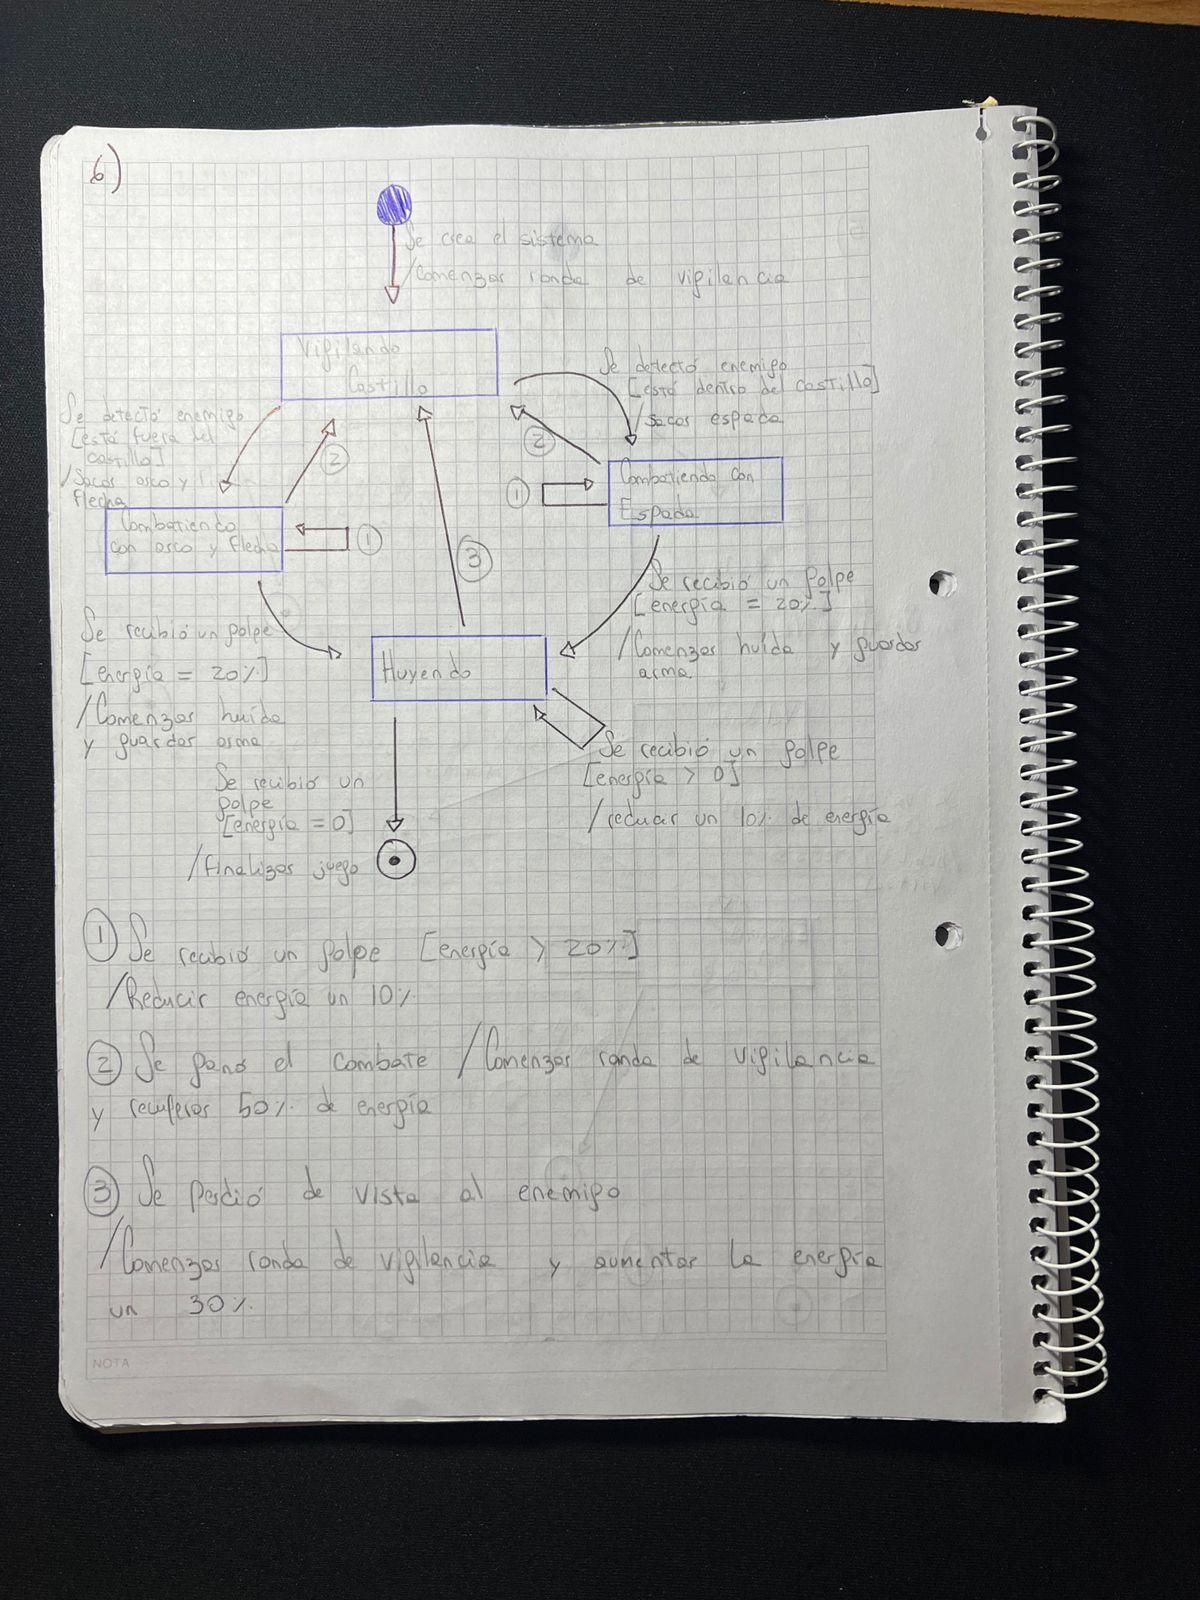 6)
Se crea el sistema
/Comenzar ronda de vigilancia
Vigilando
Castillo
Se detectó enemigo
[está dentro del castillo]
/sacar espada
Se detectó enemigo
[está fuera del
castillo]
/Sacar arco y
flecha
2
2
Combatiendo con
Espada
1
Combatiendo
con arco y flecha
1
3
Se recibió un golpe
[energía = 20%]
/Comenzar huída y guardar
arma
Se recibió un golpe
[energía = 20%]
/Comenzar huida
y guardar arma
Huyendo
Se recibió un golpe
[energía > 0]
/reducir un 10% de energía
Se recibió un
golpe
[energía = 0]
/finalizar juego
1 Se recibió un golpe [energía > 20%]
/Reducir energía un 10%
2 Se ganó el combate /Comenzar ronda de vigilancia
y recuperar 50% de energía
3 Se perdió de vista al enemigo
/Comenzar ronda de vigilancia y aumentar la energía
un 30%
NOTA